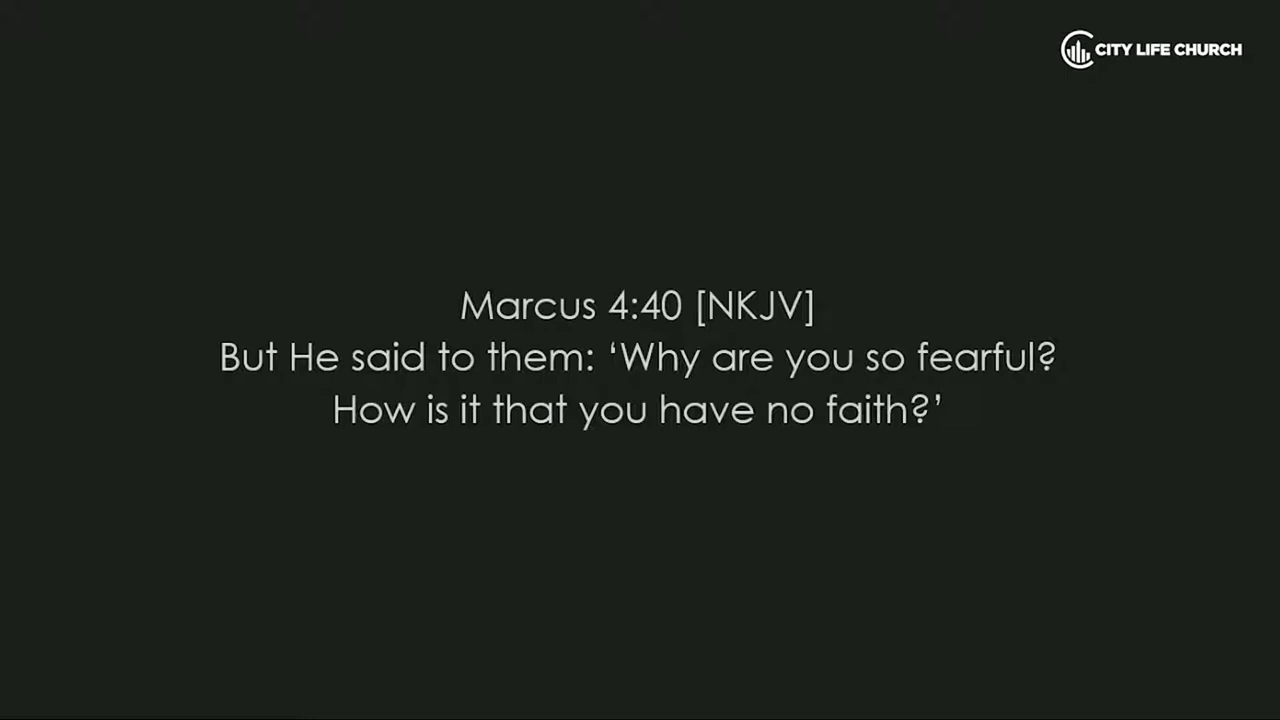 CITY LIFE CHURCH
Marcus 4:40 [NKJV]
But He said to them: ‘Why are you so fearful?
How is it that you have no faith?’